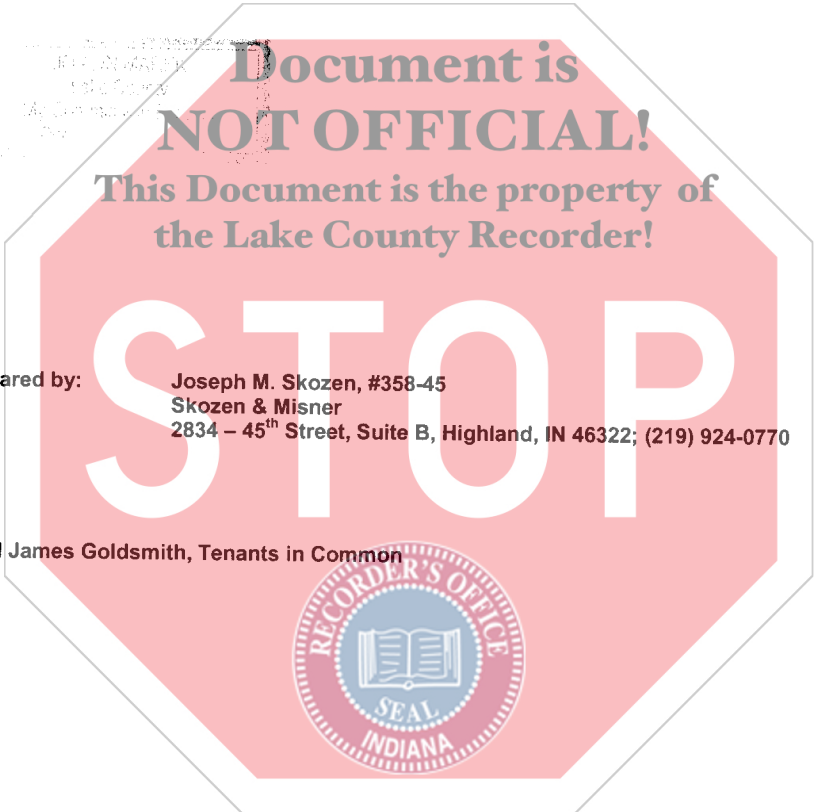 Document is
NOT OFFICIAL!
This Document is the property of
the Lake County Recorder!
STOP
ared by: Joseph M. Skozen, #358-45
Skozen & Misner
2834 – 45th Street, Suite B, Highland, IN 46322; (219) 924-0770
James Goldsmith, Tenants in Common
RECORDER'S OFFICE
SEAL
INDIANA